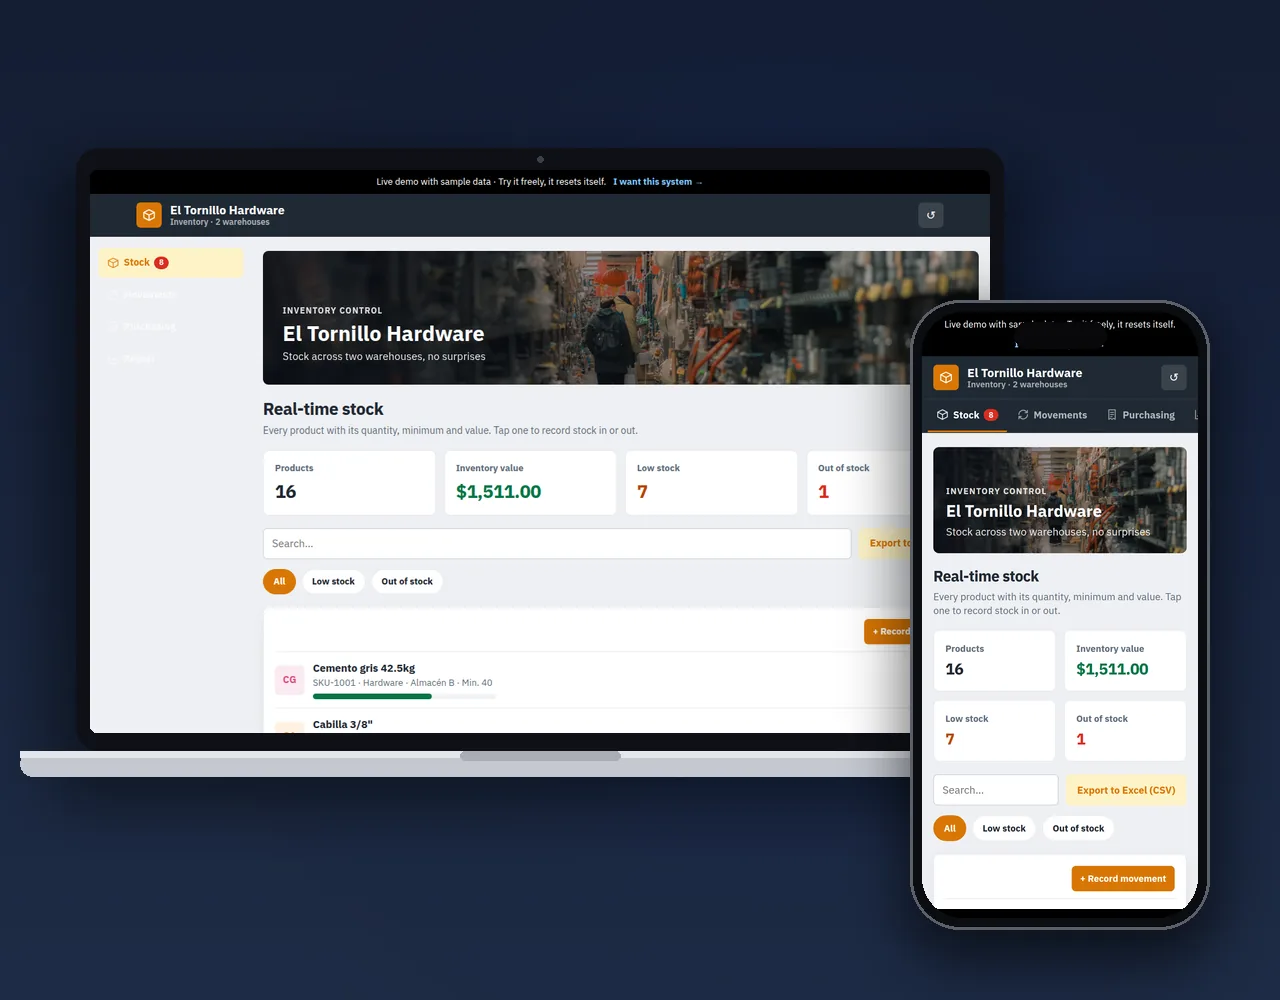 Live demo with sample data · Try it freely, it resets itself. I want this system →
El Tornillo Hardware
Inventory · 2 warehouses
↺
Stock 8
INVENTORY CONTROL
El Tornillo Hardware
Stock across two warehouses, no surprises
Real-time stock
Every product with its quantity, minimum and value. Tap one to record stock in or out.
Products
16
Inventory value
$1,511.00
Low stock
7
Out of stock
1
Search...
Export to
All
Low stock
Out of stock
+ Record
CG
Cemento gris 42.5kg
SKU-1001 · Hardware · Almacén B · Min. 40
Cabilla 3/8"
Live demo with it resets itself.
El Tornillo Hardware
Inventory · 2 warehouses
↺
Stock 8
Movements
Purchasing
INVENTORY CONTROL
El Tornillo Hardware
Stock across two warehouses, no surprises
Real-time stock
Every product with its quantity, minimum and value. Tap
one to record stock in or out.
Products
16
Inventory value
$1,511.00
Low stock
7
Out of stock
1
Search...
Export to Excel (CSV)
All
Low stock
Out of stock
+ Record movement